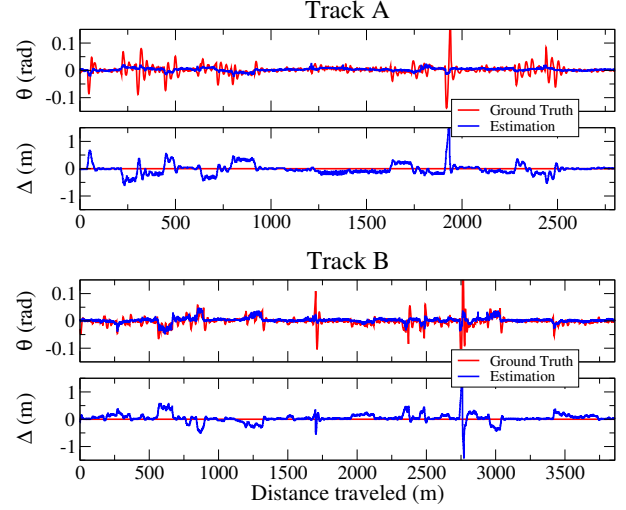 Track A
θ (rad)
0.1
0
-0.1
Ground Truth
Estimation
Δ (m)
1
0
-1
0 500 1000 1500 2000 2500
Track B
θ (rad)
0.1
0
-0.1
Ground Truth
Estimation
Δ (m)
1
0
-1
0 500 1000 1500 2000 2500 3000 3500
Distance traveled (m)